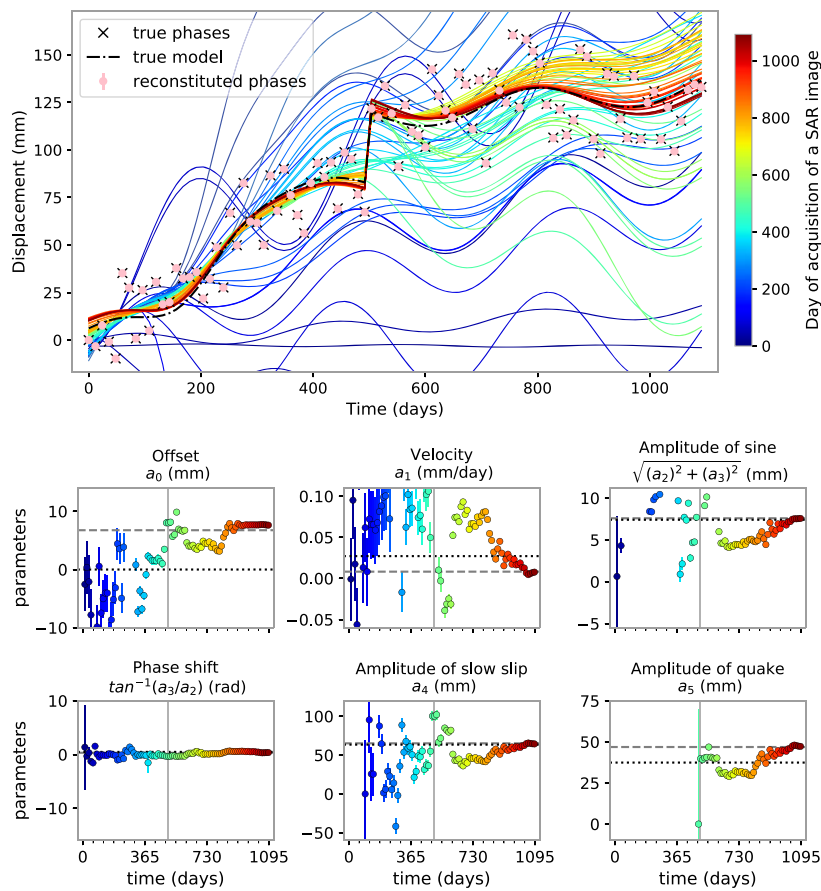 true phases
true model
reconstituted phases
150
125
100
75
50
25
0
Displacement (mm)
0
200
400
600
800
1000
Time (days)
1000
800
600
400
200
0
Day of acquisition of a SAR image
Offset
a₀ (mm)
Velocity
a₁ (mm/day)
Amplitude of sine
√(a₂)² + (a₃)² (mm)
parameters
10
0
−10
0.10
0.05
0.00
−0.05
10
5
0
−5
Phase shift
tan⁻¹(a₃/a₂) (rad)
Amplitude of slow slip
a₄ (mm)
Amplitude of quake
a₅ (mm)
parameters
10
0
−10
100
50
0
−50
75
50
25
0
0
365
730
1095
time (days)
0
365
730
1095
time (days)
0
365
730
1095
time (days)